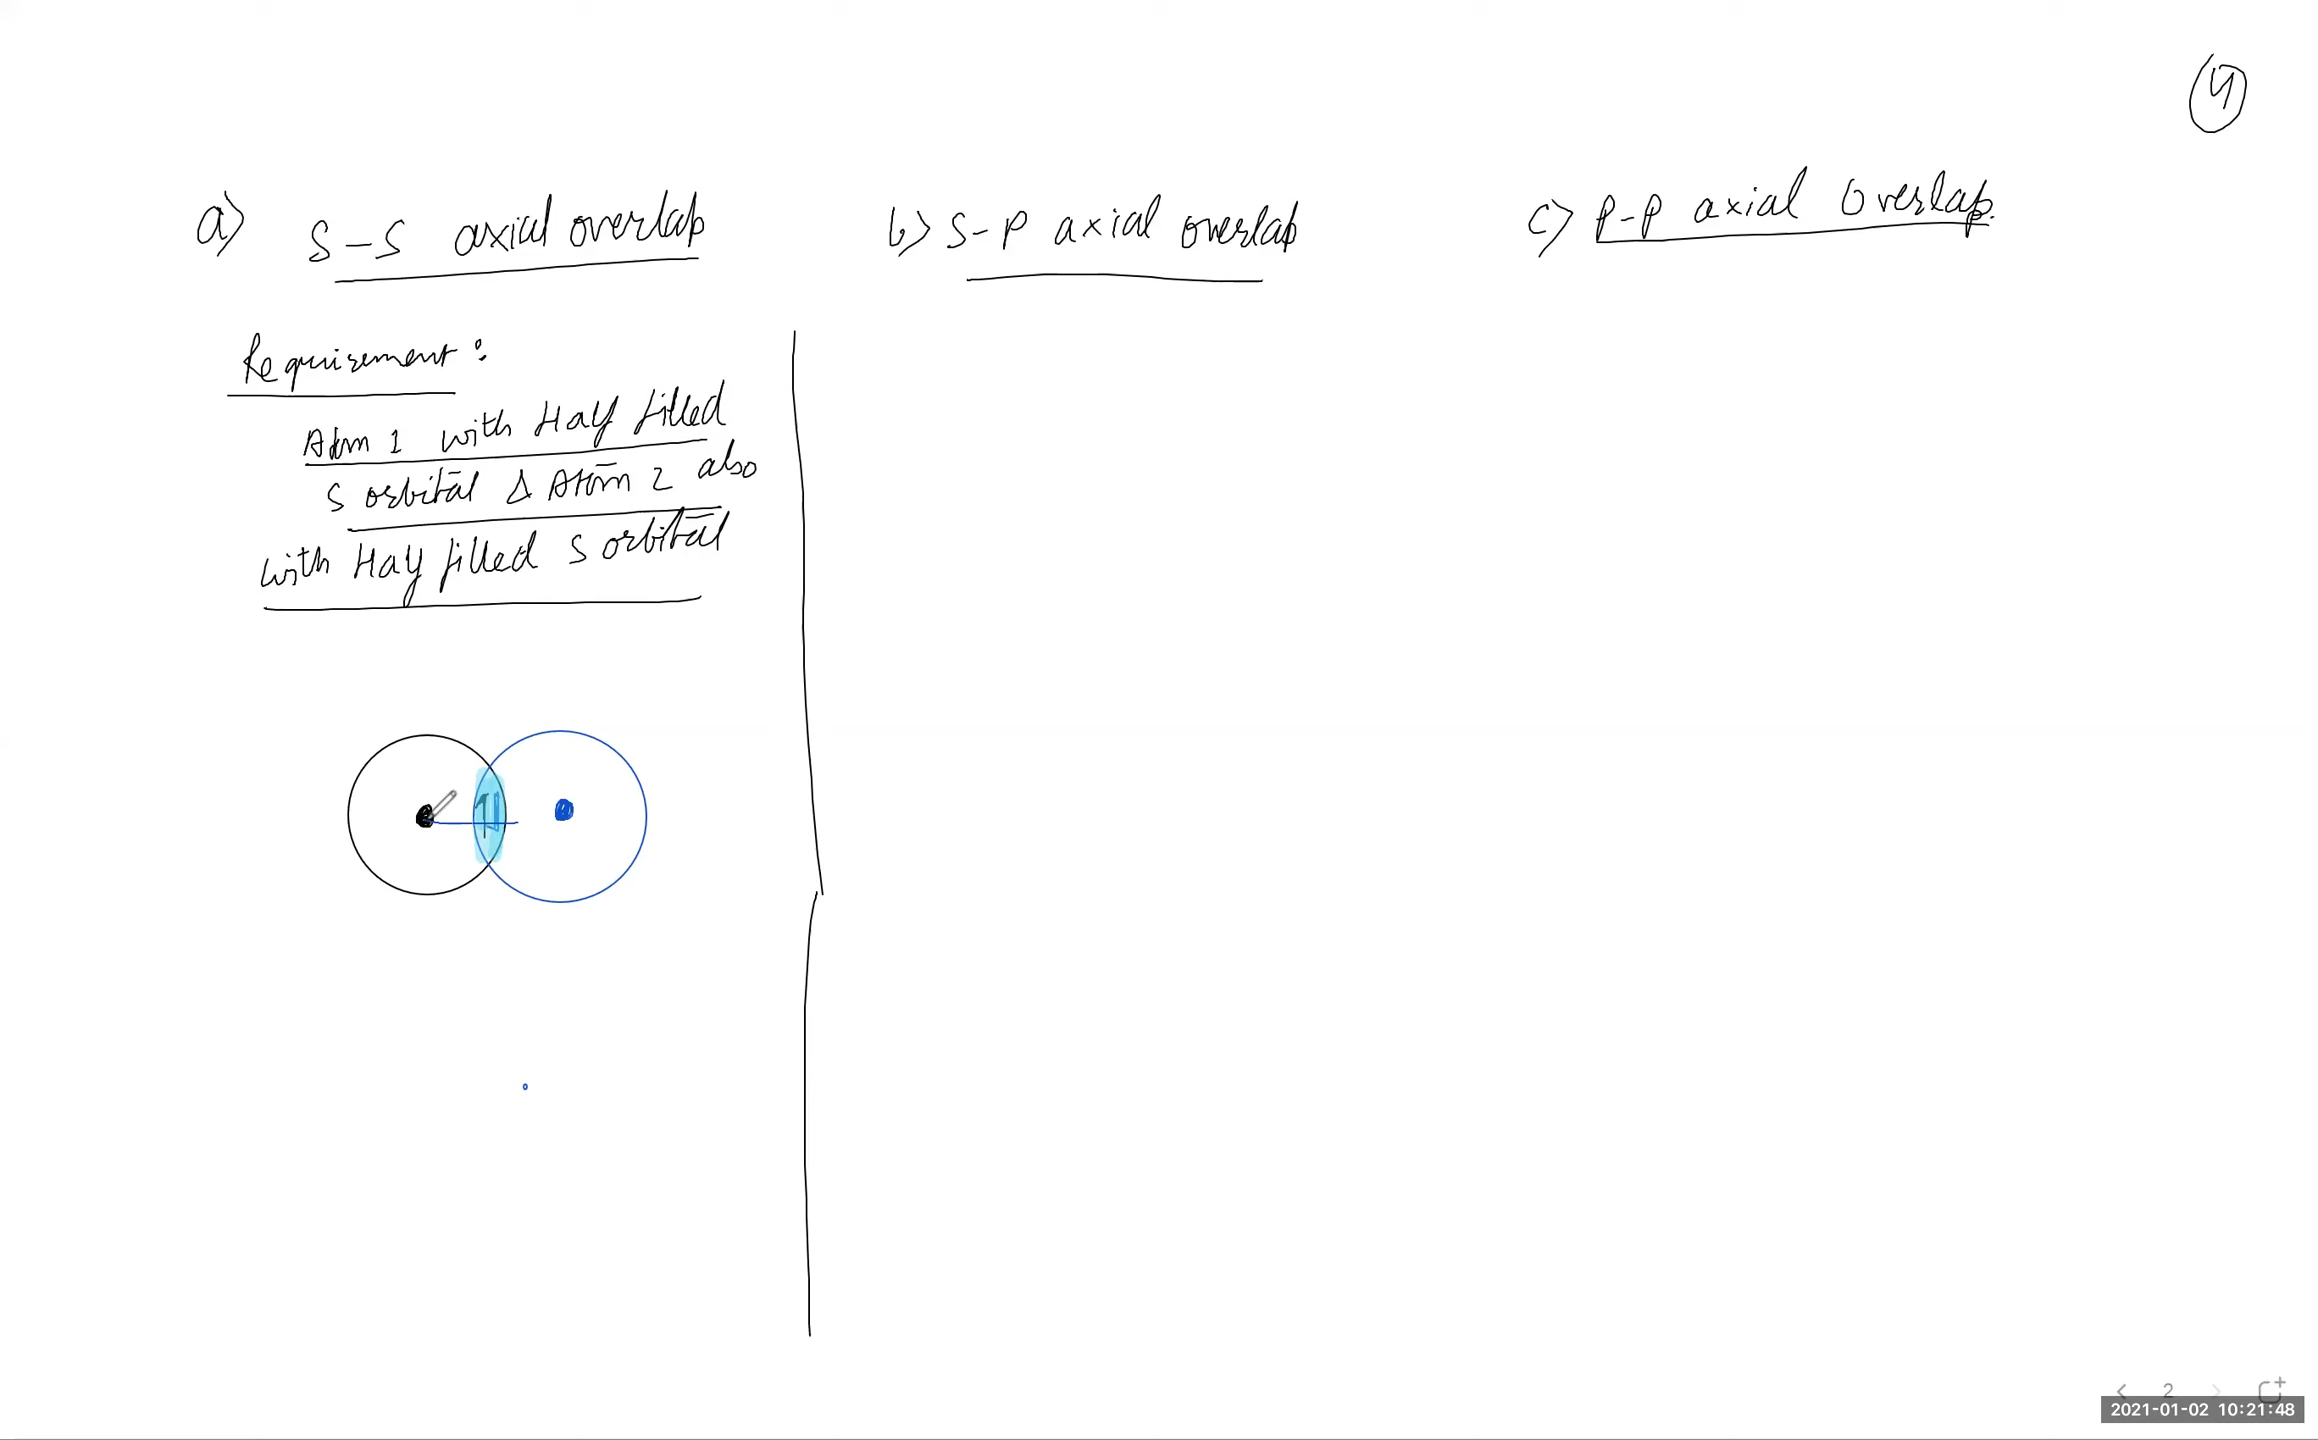 4
a) S-S axial overlap
b) S-P axial overlap
c) P-P axial overlap.
Requirement:
Atom 1 with Half filled
S orbital & Atom 2 also
with Half filled S orbital
2
2021-01-02 10:21:48